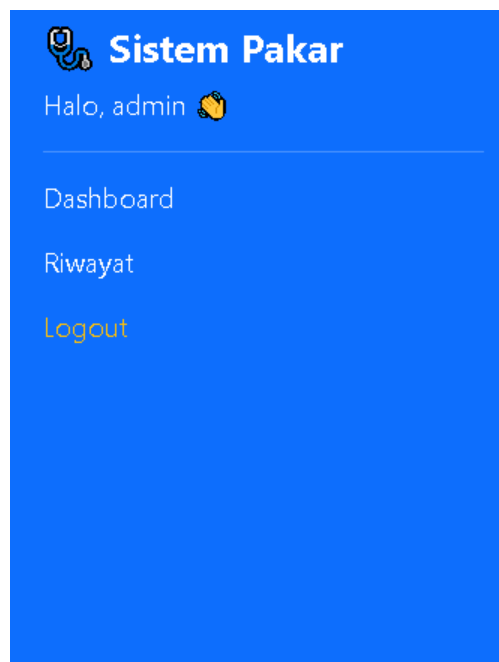 Sistem Pakar
Halo, admin 👋
Dashboard
Riwayat
Logout